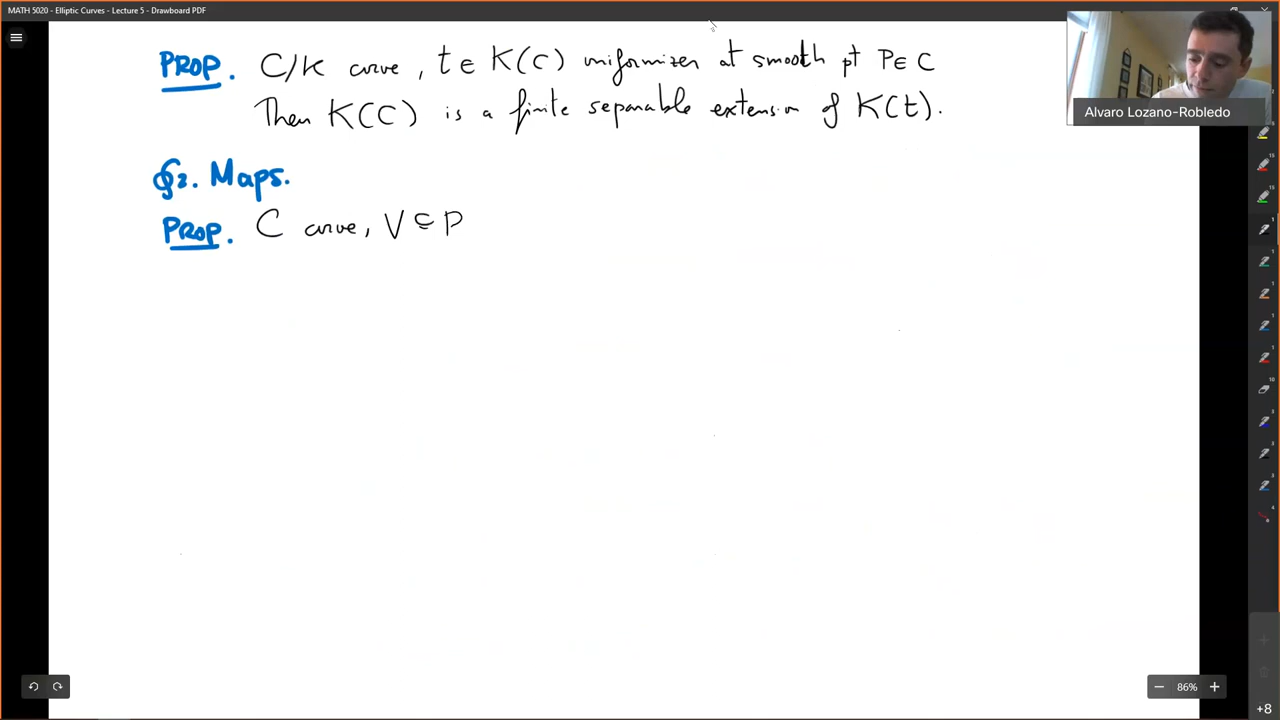 MATH 5020 - Elliptic Curves - Lecture 5 - Drawboard PDF
PROP. C/K curve, t ∈ K(C) uniformizer at smooth pt P ∈ C
Then K(C) is a finite separable extension of K(t).
Alvaro Lozano-Robledo
§2. Maps.
PROP. C curve, V ⊆ P
86%
+8